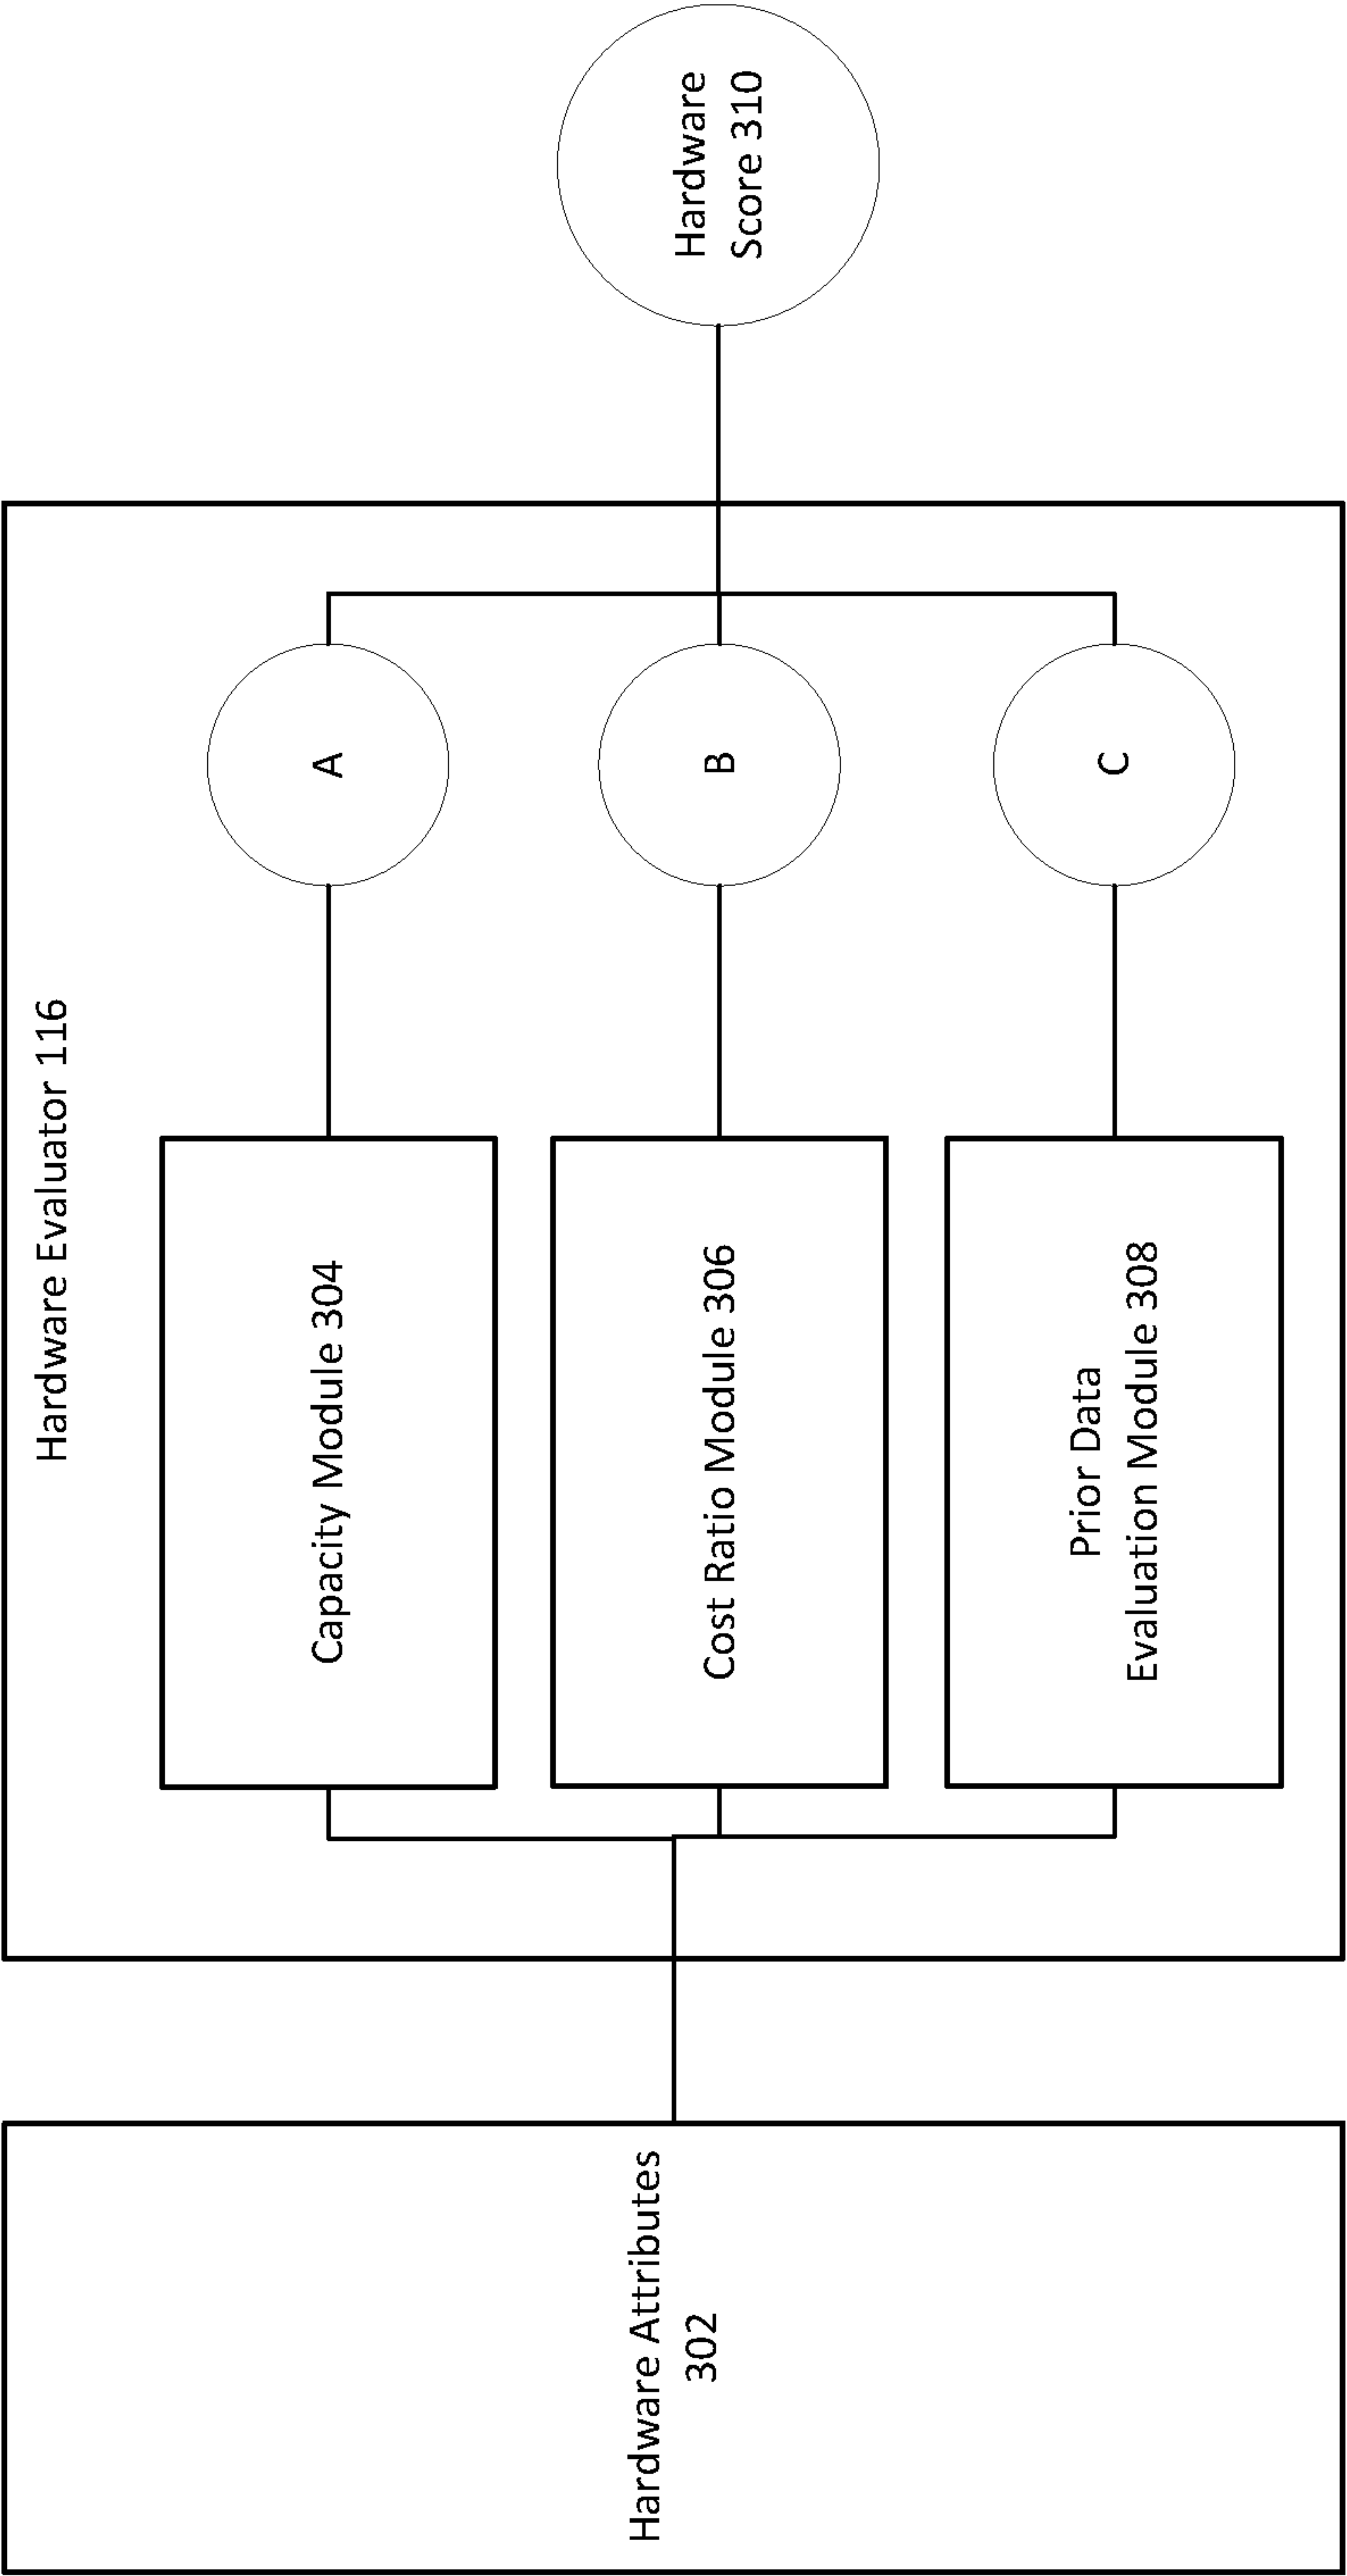 Hardware Evaluator 116
Hardware Attributes
302
Capacity Module 304
A
Cost Ratio Module 306
B
Prior Data
Evaluation Module 308
C
Hardware
Score 310